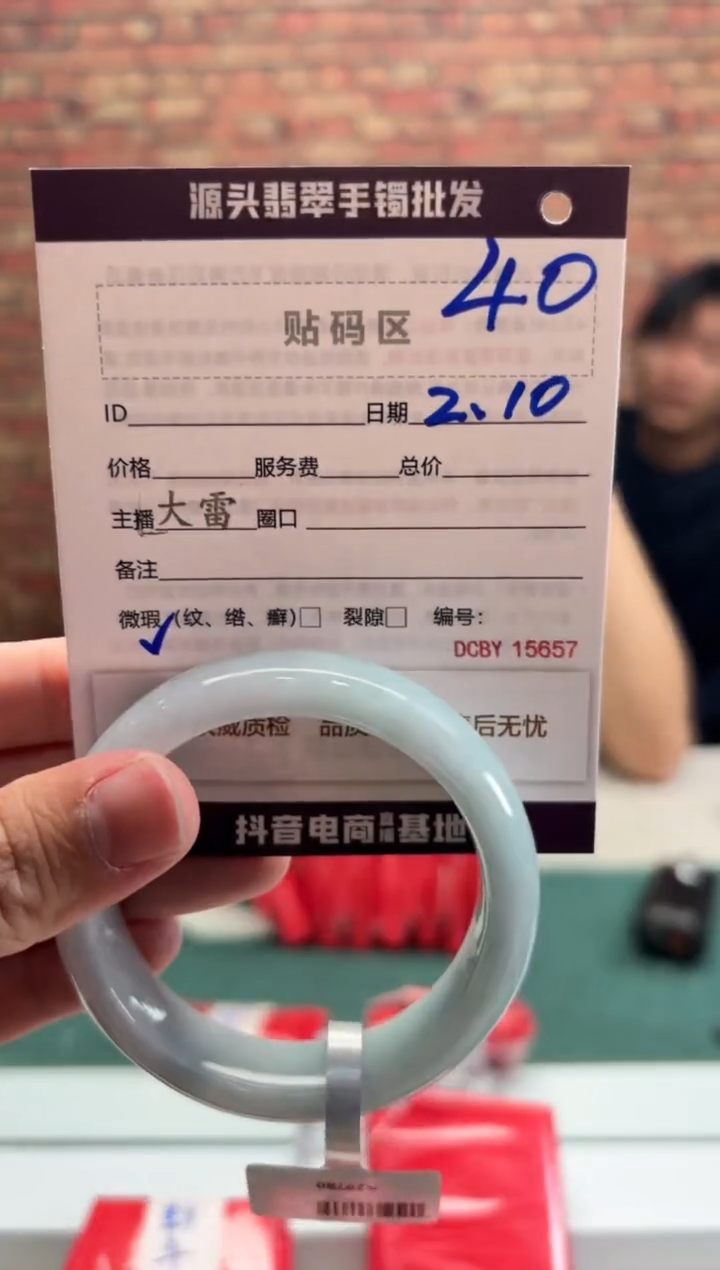 源头翡翠手镯批发
40
贴码区
ID 日期 2.10
价格 服务费 总价
主播 大雷 圈口
备注
微瑕 ✓ (纹、绺、癣)□ 裂隙□ 编号:
DCBY 15657
威质检 品质 后无忧
抖音电商直播基地